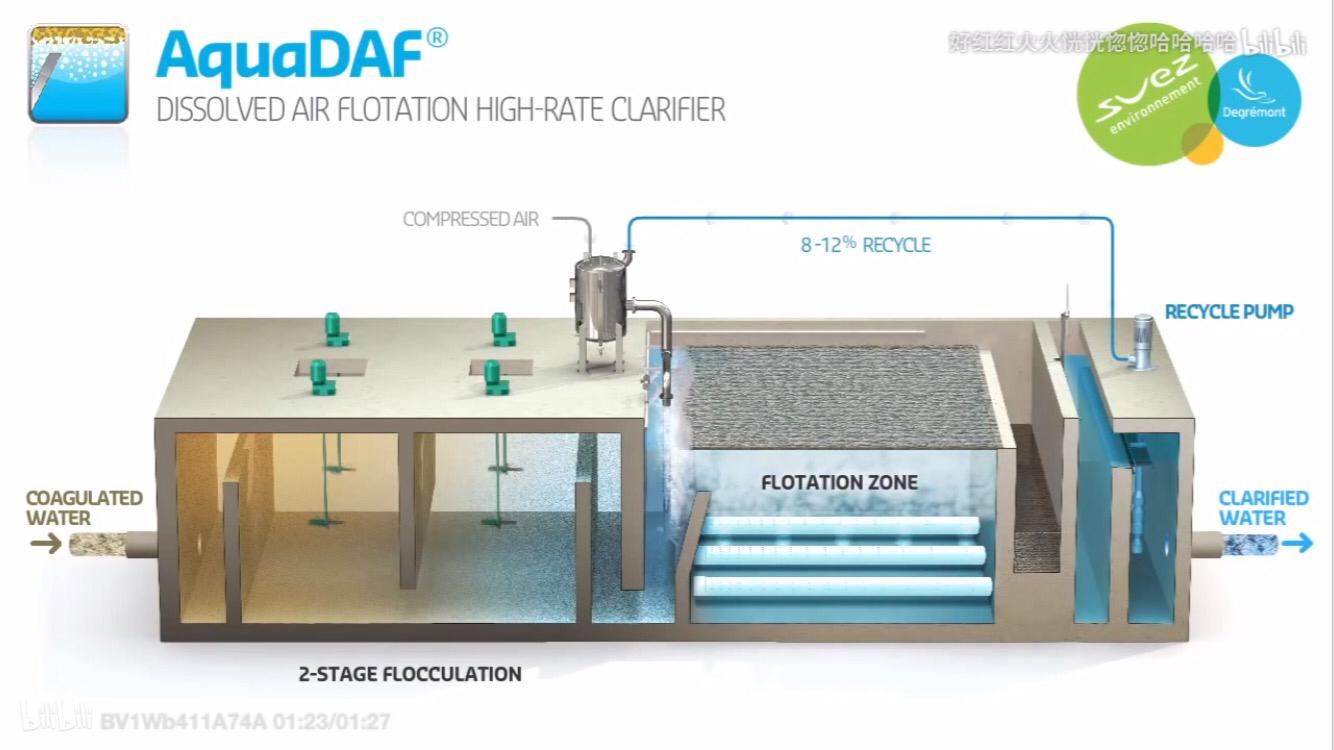 AquaDAF®
DISSOLVED AIR FLOTATION HIGH-RATE CLARIFIER
好红红火火恍恍惚惚哈哈哈哈 bilibili
suez
environnement
Degrémont
COMPRESSED AIR
8-12% RECYCLE
RECYCLE PUMP
FLOTATION ZONE
COAGULATED
WATER
CLARIFIED
WATER
2-STAGE FLOCCULATION
bilibili BV1Wb411A74A 01:23/01:27